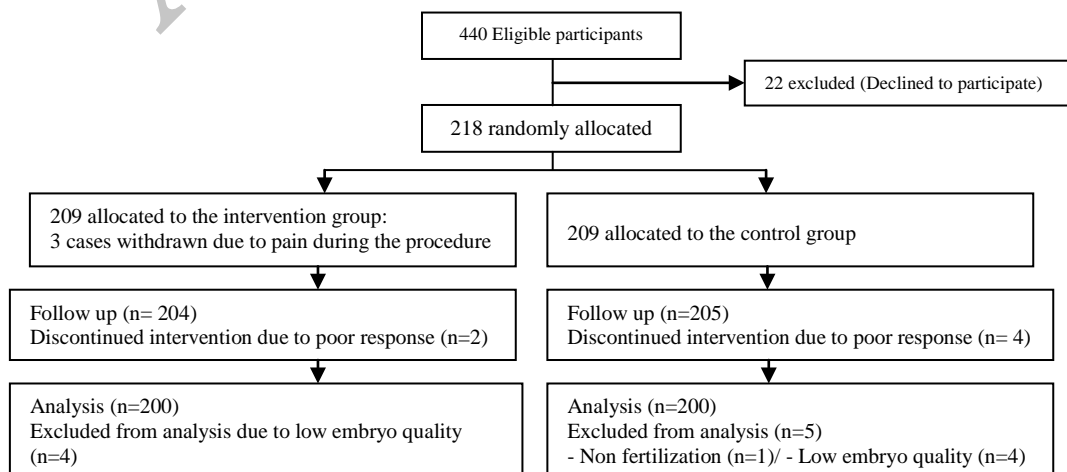 440 Eligible participants
22 excluded (Declined to participate)
218 randomly allocated
209 allocated to the intervention group:
3 cases withdrawn due to pain during the procedure
209 allocated to the control group
Follow up (n= 204)
Discontinued intervention due to poor response (n=2)
Follow up (n=205)
Discontinued intervention due to poor response (n= 4)
Analysis (n=200)
Excluded from analysis due to low embryo quality
(n=4)
Analysis (n=200)
Excluded from analysis (n=5)
- Non fertilization (n=1)/ - Low embryo quality (n=4)